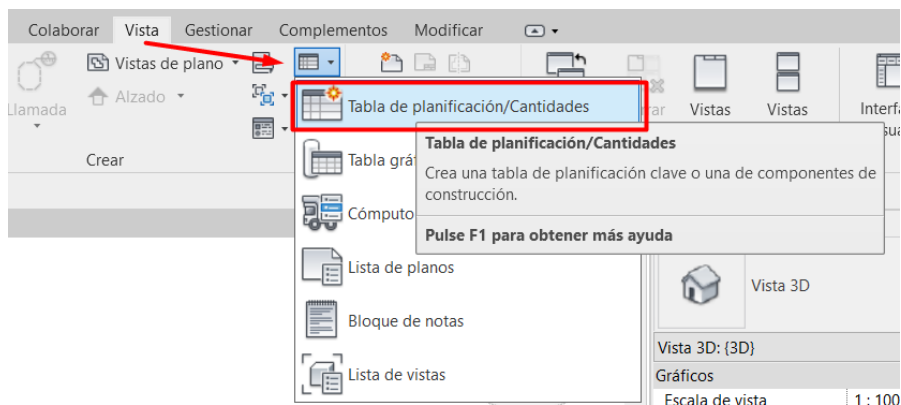 Colaborar Vista Gestionar Complementos Modificar
Vistas de plano
Llamada
Alzado
Crear
Tabla de planificación/Cantidades
Vistas Vistas
Tabla de planificación/Cantidades
Crea una tabla de planificación clave o una de componentes de
construcción.
Pulse F1 para obtener más ayuda
Tabla
Cómputo
Lista de planos
Bloque de notas
Lista de vistas
Vista 3D
Vista 3D: {3D}
Gráficos
Escala de vista 1 : 100